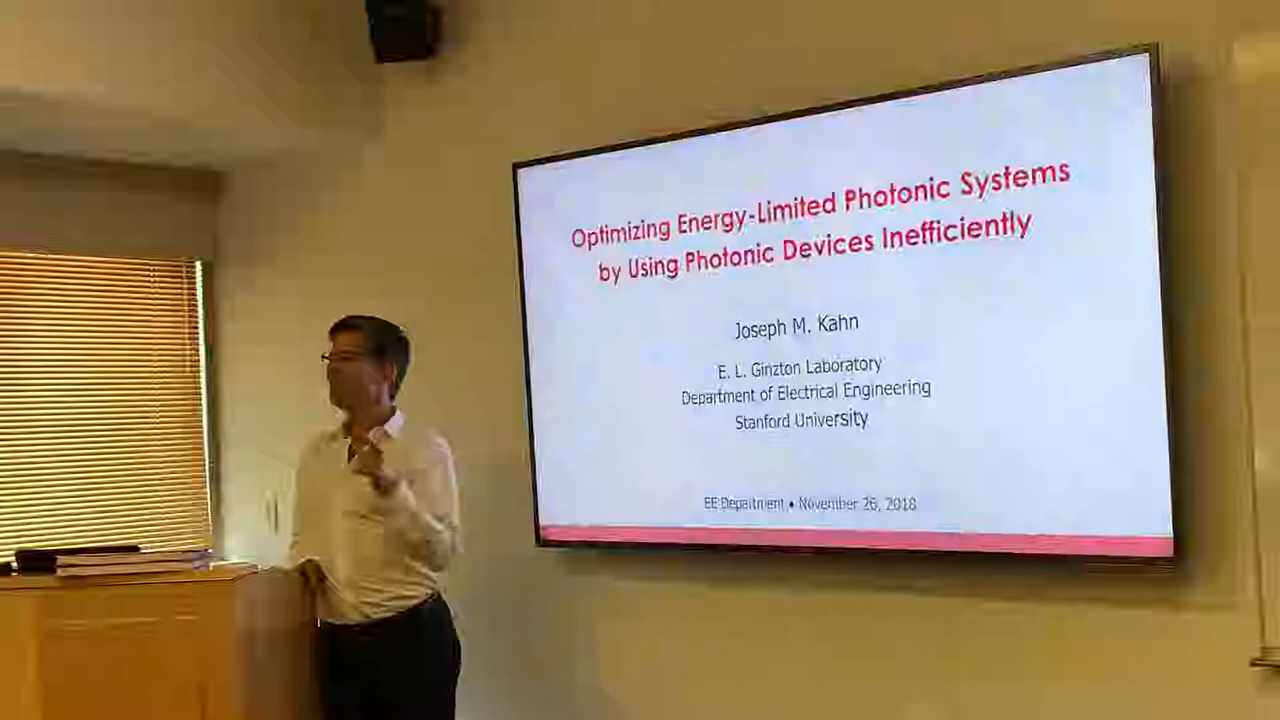 Optimizing Energy-Limited Photonic Systems
by Using Photonic Devices Inefficiently
Joseph M. Kahn
E. L. Ginzton Laboratory
Department of Electrical Engineering
Stanford University
EE Department • November 26, 2018